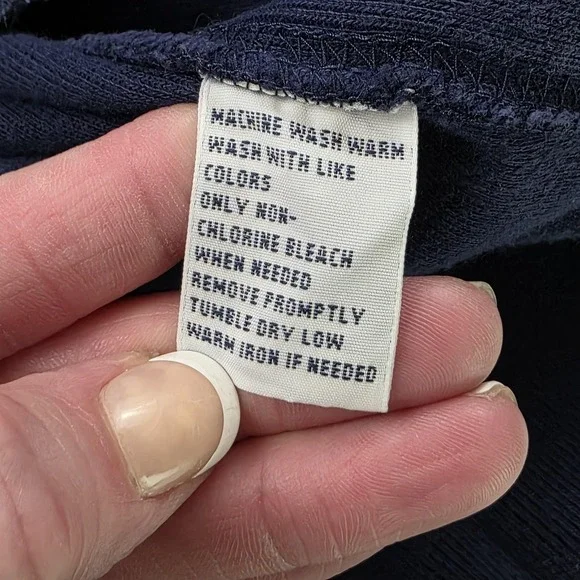 MACHINE WASH WARM
WASH WITH LIKE
COLORS
ONLY NON-
CHLORINE BLEACH
WHEN NEEDED
REMOVE PROMPTLY
TUMBLE DRY LOW
WARM IRON IF NEEDED